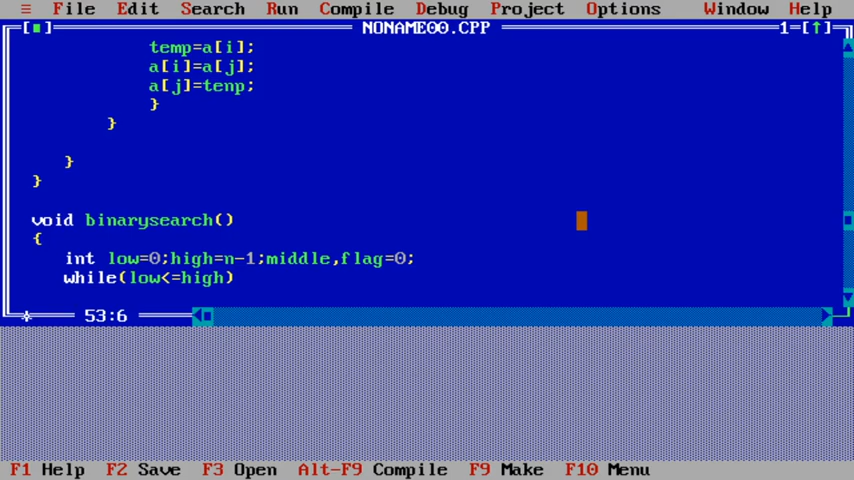 ≡ File Edit Search Run Compile Debug Project Options Window Help
[■] NONAME00.CPP 1=[↑]
temp=a[i];
a[i]=a[j];
a[j]=tenp;
}
}
}
}
void binarysearch()
{
int low=0;high=n-1;middle,flag=0;
while(low<=high)
* 53:6
F1 Help F2 Save F3 Open Alt-F9 Compile F9 Make F10 Menu